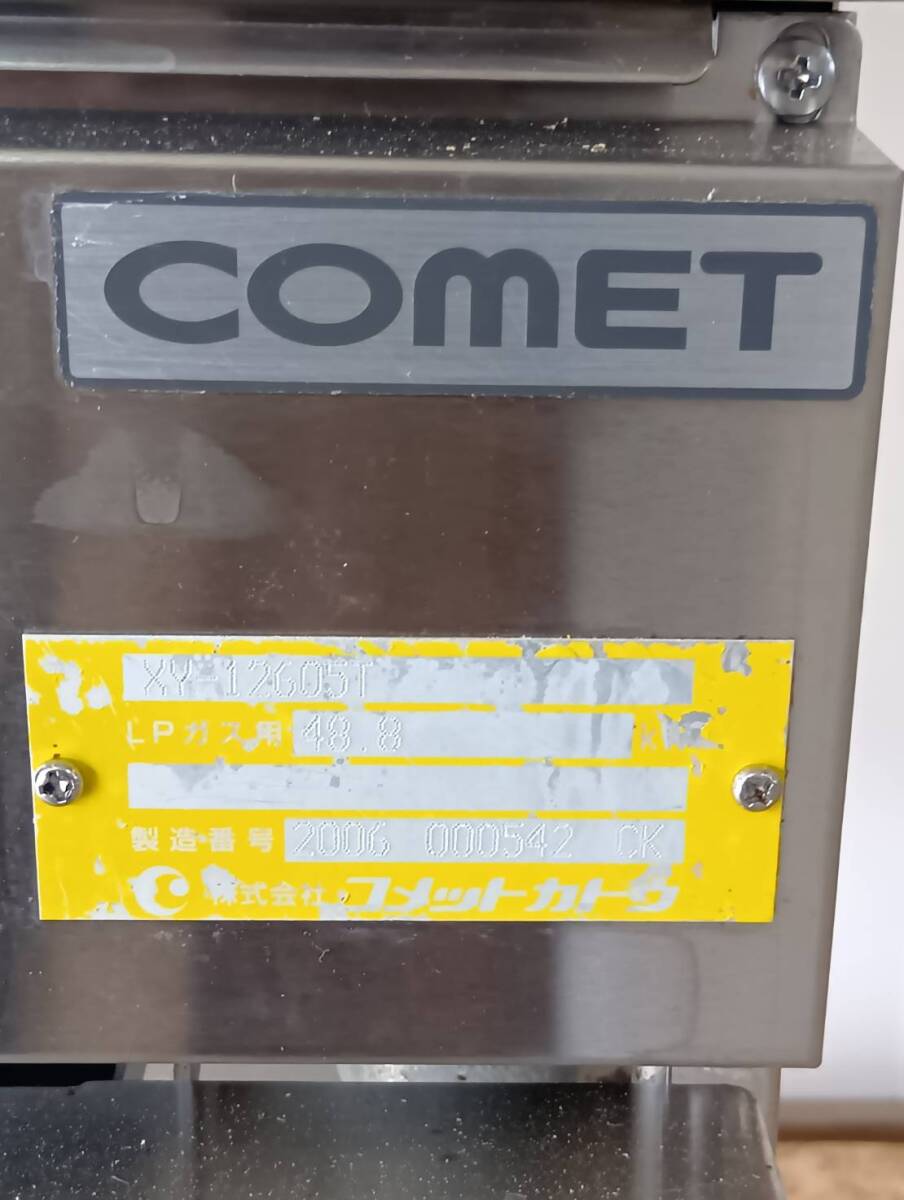 COMET
XY-12605T
LPガス用 48.8 kW
製造番号 2006 000542 CK
株式会社 コメットカトウ